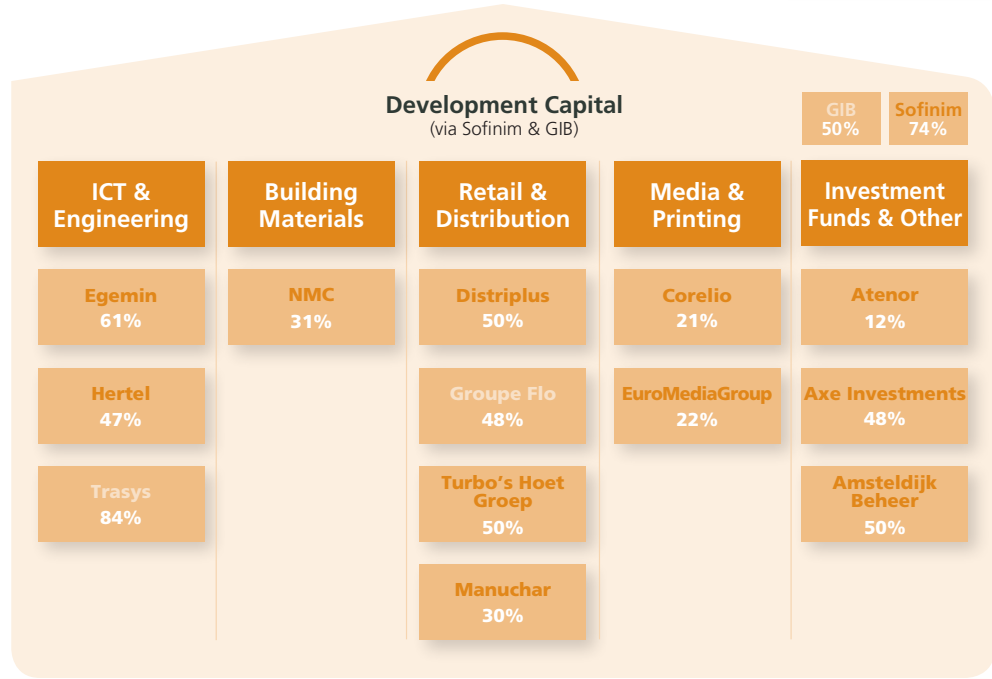 Development Capital
(via Sofinim & GIB)
GIB
50%
Sofinim
74%
ICT &
Engineering
Egemin
61%
Hertel
47%
Trasys
84%
Building
Materials
NMC
31%
Retail &
Distribution
Distriplus
50%
Groupe Flo
48%
Turbo's Hoet
Groep
50%
Manuchar
30%
Media &
Printing
Corelio
21%
EuroMediaGroup
22%
Investment
Funds & Other
Atenor
12%
Axe Investments
48%
Amsteldijk
Beheer
50%